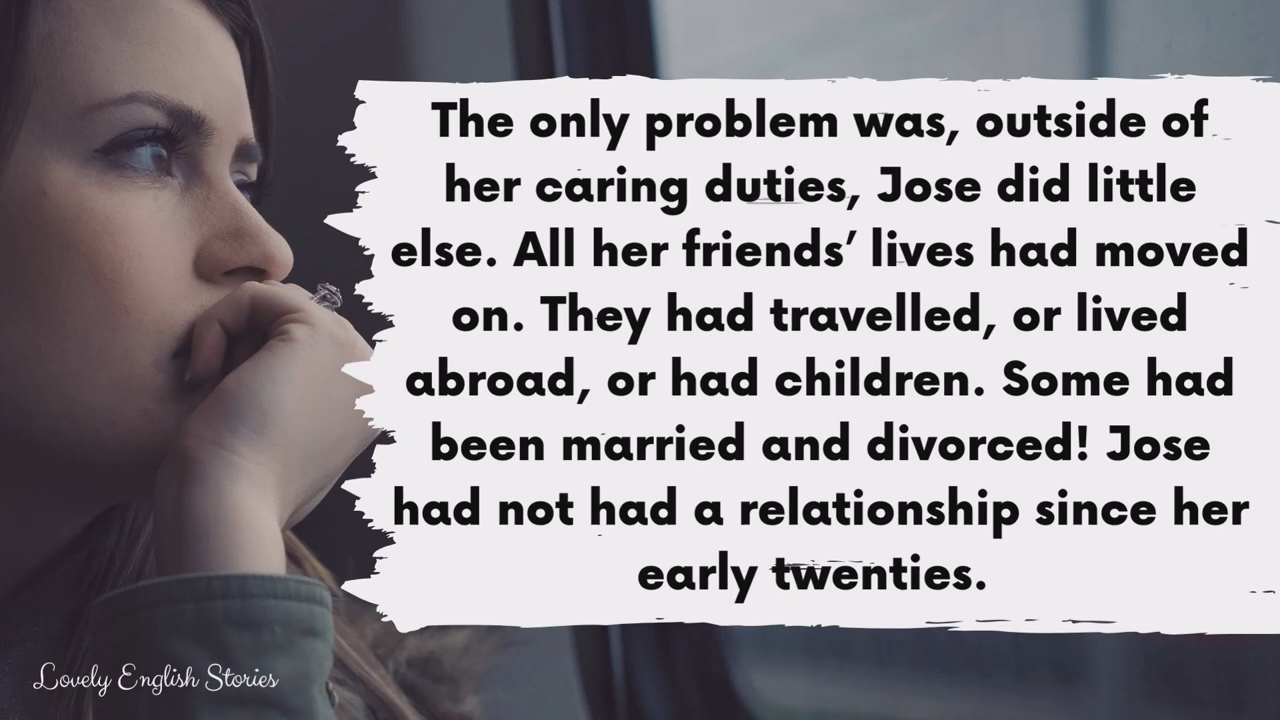 The only problem was, outside of
her caring duties, Jose did little
else. All her friends’ lives had moved
on. They had travelled, or lived
abroad, or had children. Some had
been married and divorced! Jose
had not had a relationship since her
early twenties.
Lovely English Stories